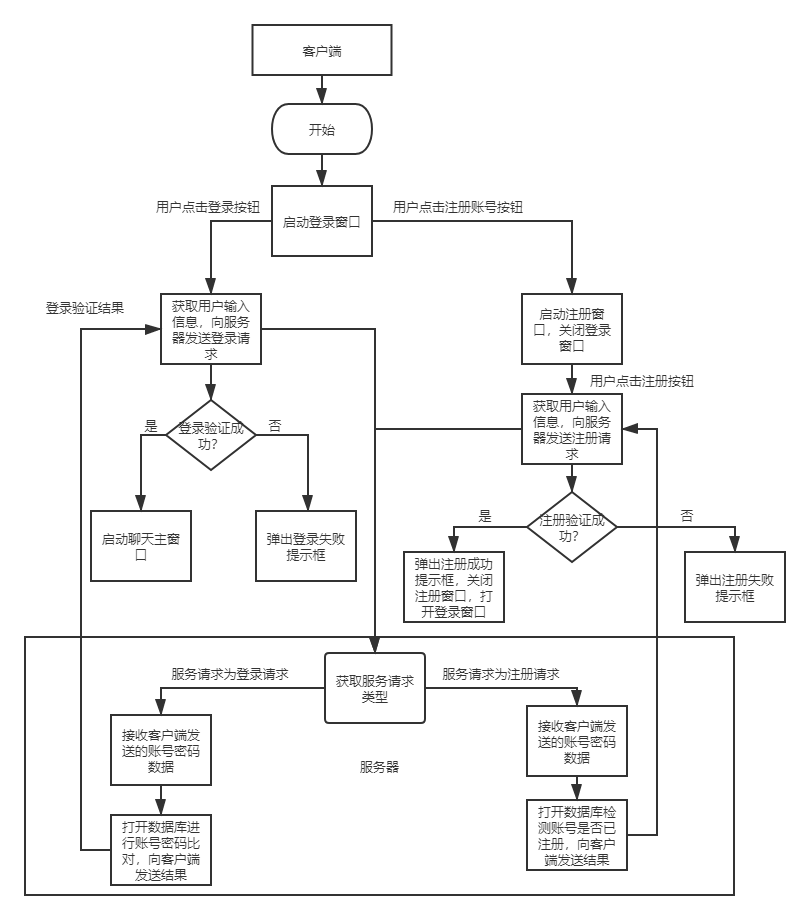 客户端
开始
启动登录窗口
用户点击登录按钮
用户点击注册账号按钮
登录验证结果
获取用户输入
信息，向服务
器发送登录请
求
启动注册窗
口，关闭登录
窗口
用户点击注册按钮
获取用户输入
信息，向服务
器发送注册请
求
登录验证成
功？
是
否
启动聊天主窗
口
弹出登录失败
提示框
注册验证成
功？
是
否
弹出注册成功
提示框，关闭
注册窗口，打
开登录窗口
弹出注册失败
提示框
获取服务请求
类型
服务请求为登录请求
服务请求为注册请求
接收客户端发
送的账号密码
数据
接收客户端发
送的账号密码
数据
服务器
打开数据库进
行账号密码比
对，向客户端
发送结果
打开数据库检
测账号是否已
注册，向客户
端发送结果